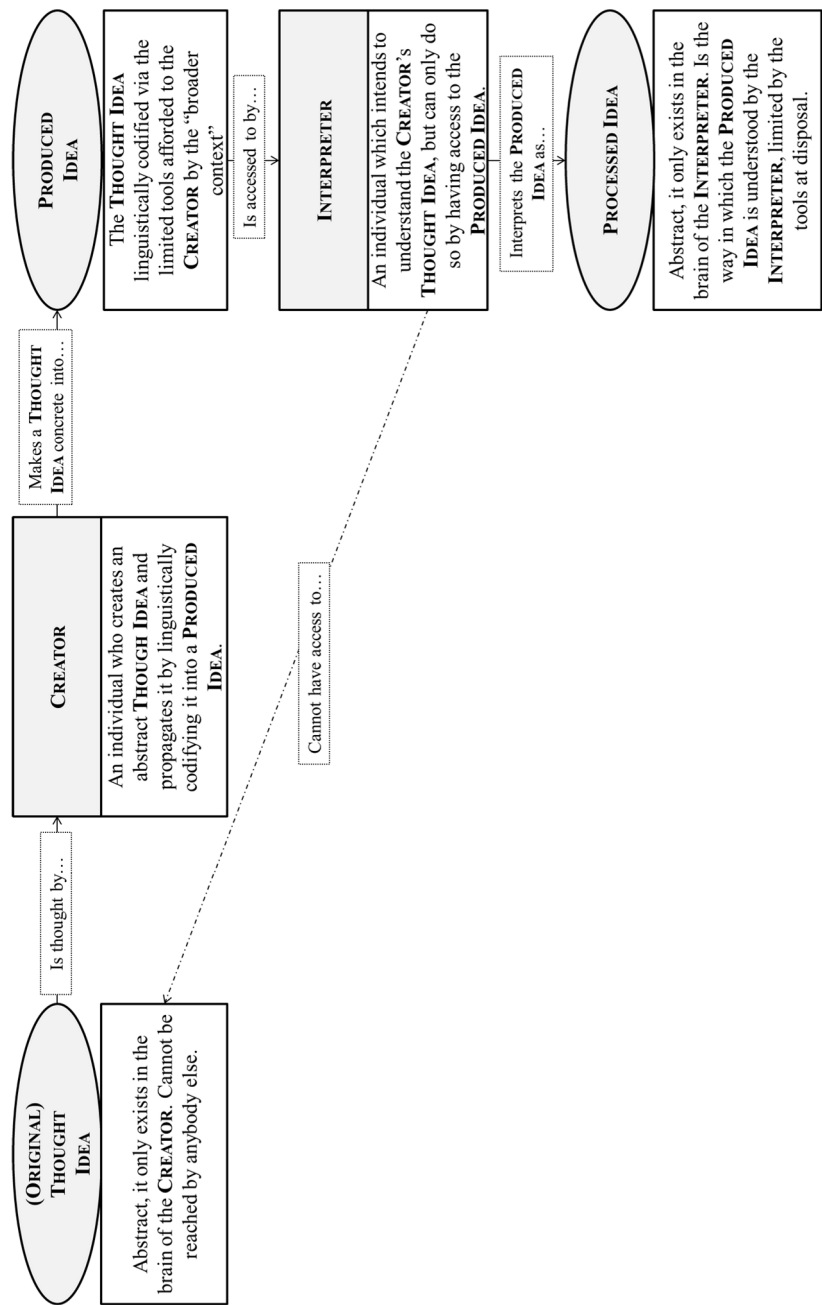 (ORIGINAL)
THOUGHT
IDEA
Abstract, it only exists in the
brain of the CREATOR. Cannot be
reached by anybody else.
Is thought by…
CREATOR
An individual who creates an
abstract THOUGH IDEA and
propagates it by linguistically
codifying it into a PRODUCED
IDEA.
Makes a THOUGHT
IDEA concrete into…
PRODUCED
IDEA
The THOUGHT IDEA
linguistically codified via the
limited tools afforded to the
CREATOR by the “broader
context”
Is accessed to by…
Cannot have access to…
INTERPRETER
An individual which intends to
understand the CREATOR’S
THOUGHT IDEA, but can only do
so by having access to the
PRODUCED IDEA.
Interprets the PRODUCED
IDEA as…
PROCESSED IDEA
Abstract, it only exists in the
brain of the INTERPRETER. Is the
way in which the PRODUCED
IDEA is understood by the
INTERPRETER, limited by the
tools at disposal.